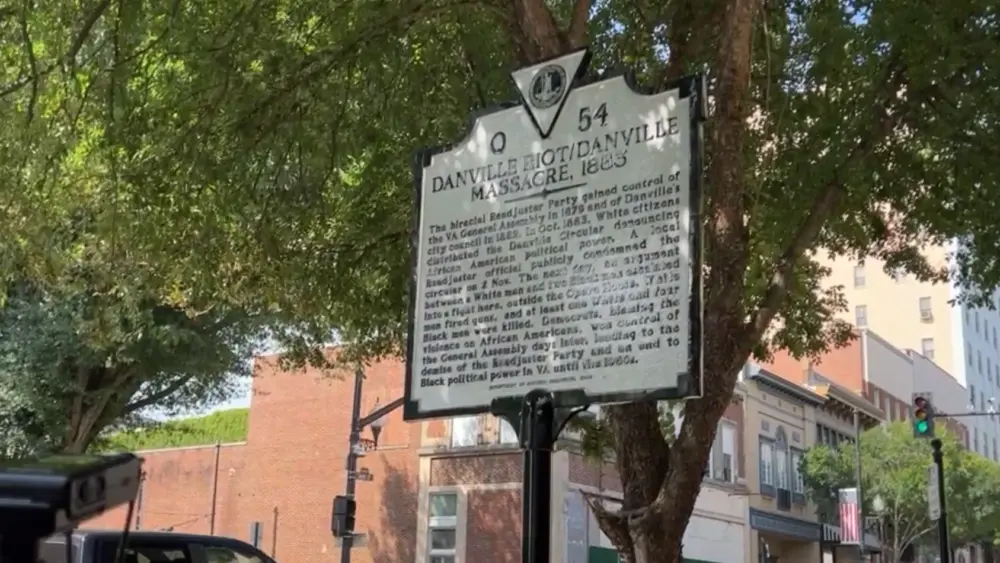 Q 54
DANVILLE RIOT/DANVILLE
MASSACRE, 1883
The biracial Readjuster Party gained control of
the VA General Assembly in 1879 and of Danville's
city council in 1882. In Oct. 1883, White citizens
distributed the Danville Circular denouncing
African American political power. A local
Readjuster official publicly condemned the
circular on 2 Nov. The next day, an argument
between a White man and two Black men escalated
into a fight here, outside the Opera House. White
men fired guns, and at least one White and four
Black men were killed. Democrats, blaming the
violence on African Americans, won control of
the General Assembly days later, leading to the
demise of the Readjuster Party and an end to
Black political power in VA until the 1960s.
DEPARTMENT OF HISTORIC RESOURCES,